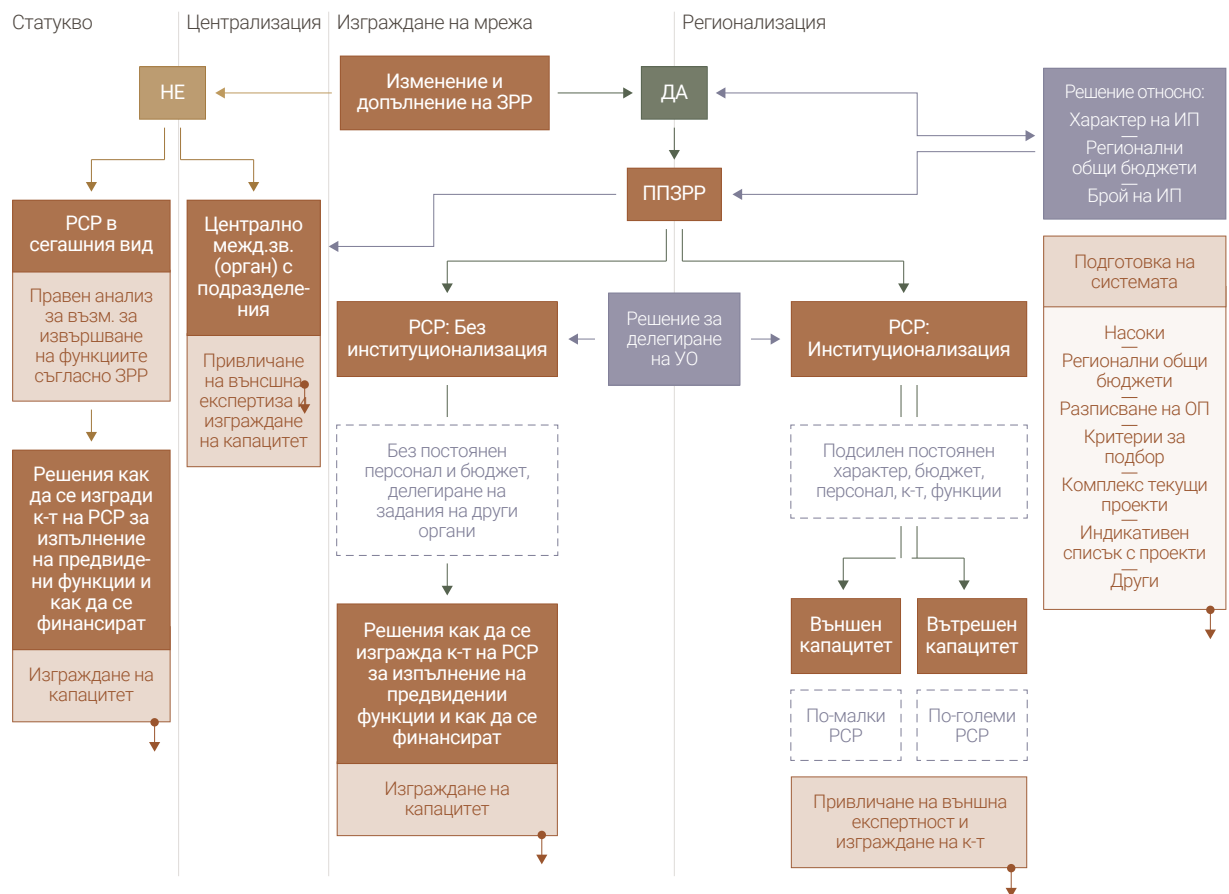 Статукво
Централизация
Изграждане на мрежа
Регионализация
НЕ
Изменение и
допълнение на ЗРР
ДА
Решение относно:
Характер на ИП
Регионални
общи бюджети
Брой на ИП
ППЗРР
РСР в
сегашния вид
Правен анализ
за възм. за
извършване
на функциите
съгласно ЗРР
Централно
межд.зв.
(орган) с
подразделе-
ния
Привличане
на вънсшна
експертиза и
изграждане
на капацитет
РСР: Без
институционализация
Решение за
делегиране
на УО
РСР:
Институционализация
Подготовка на
системата
Насоки
Регионални общи
бюджети
Разписване на ОП
Критерии за
подбор
Комплекс текущи
проекти
Индикативен
списък с проекти
Други
Решения как
да се изгради
к-т на РСР за
изпълнение
на предвиде-
ни функции и
как да се
финансират
Изграждане на
капацитет
Без постоянен
персонал и бюджет,
делегиране на
задания на други
органи
Подсилен постоянен
характер, бюджет,
персонал, к-т, функции
Решения как да се
изгражда к-т на РСР
за изпълнение на
предвидении
функции и как да се
финансират
Изграждане на
капацитет
Външен
капацитет
Вътрешен
капацитет
По-малки
РСР
По-големи
РСР
Привличане на външна
експертност и
изграждане на к-т